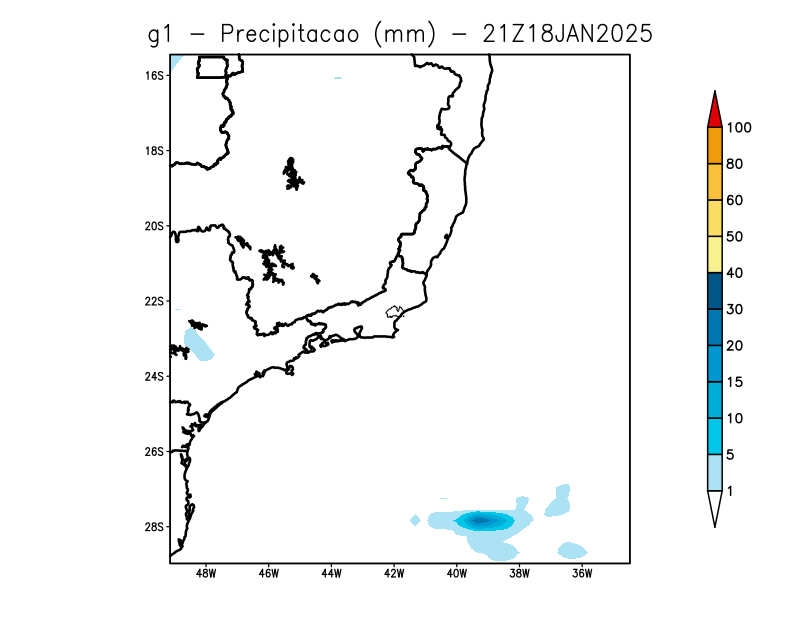 g1 – Precipitacao (mm) – 21Z18JAN2025
16S
18S
20S
22S
24S
26S
28S
48W 46W 44W 42W 40W 38W 36W
100
80
60
50
40
30
20
15
10
5
1